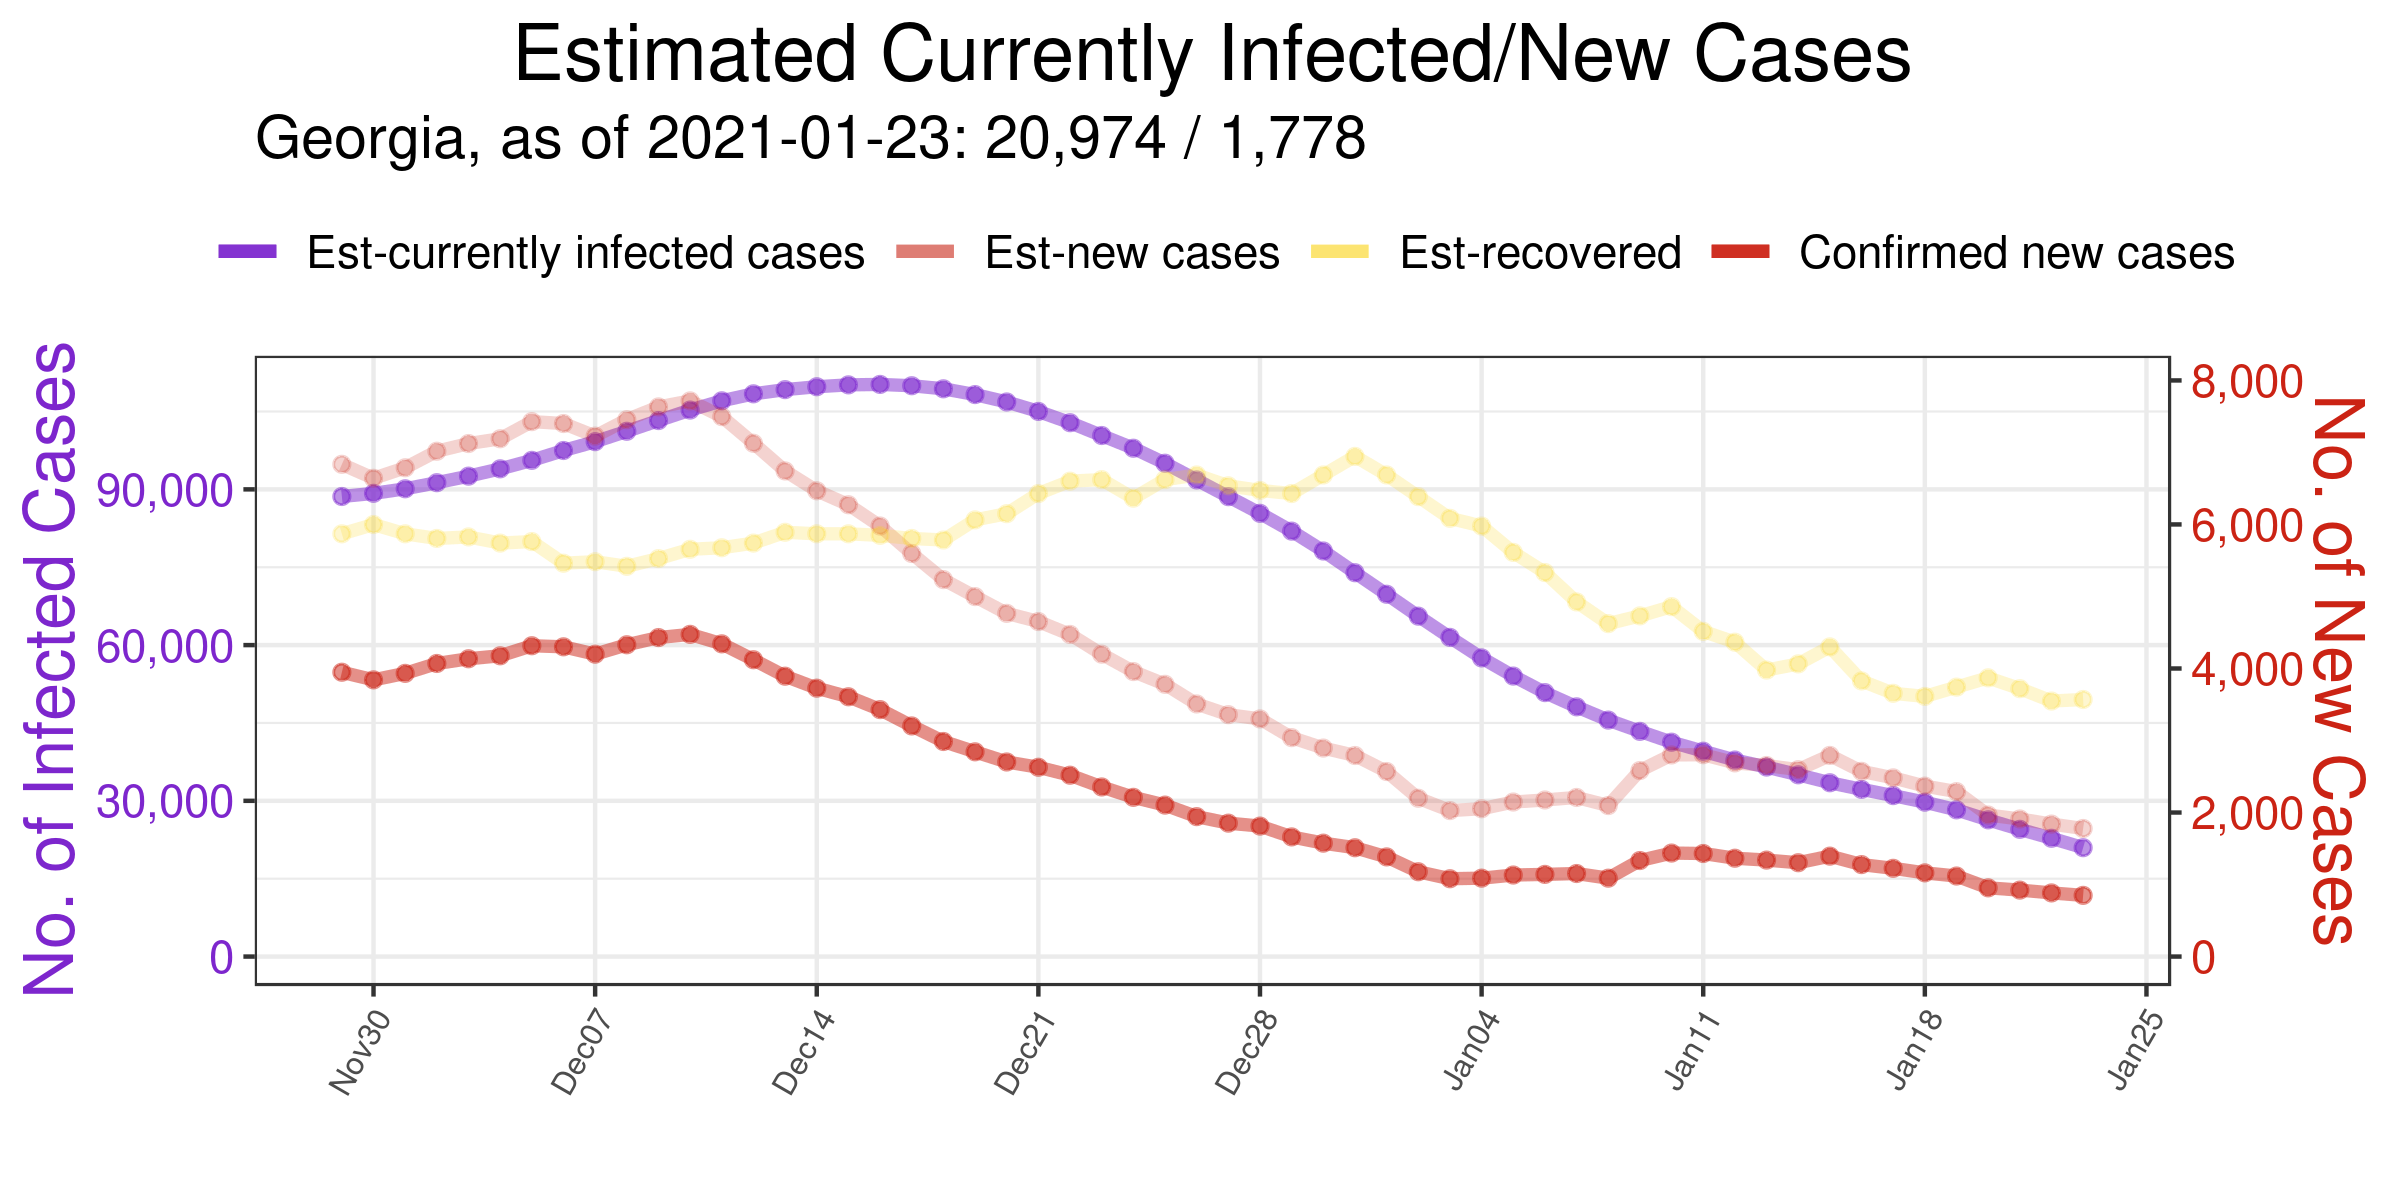 Estimated Currently Infected/New Cases
Georgia, as of 2021-01-23: 20,974 / 1,778
Est-currently infected cases Est-new cases Est-recovered Confirmed new cases
No. of Infected Cases
90,000
60,000
30,000
0
8,000
6,000
4,000
2,000
0
No. of New Cases
Nov30 Dec07 Dec14 Dec21 Dec28 Jan04 Jan11 Jan18 Jan25